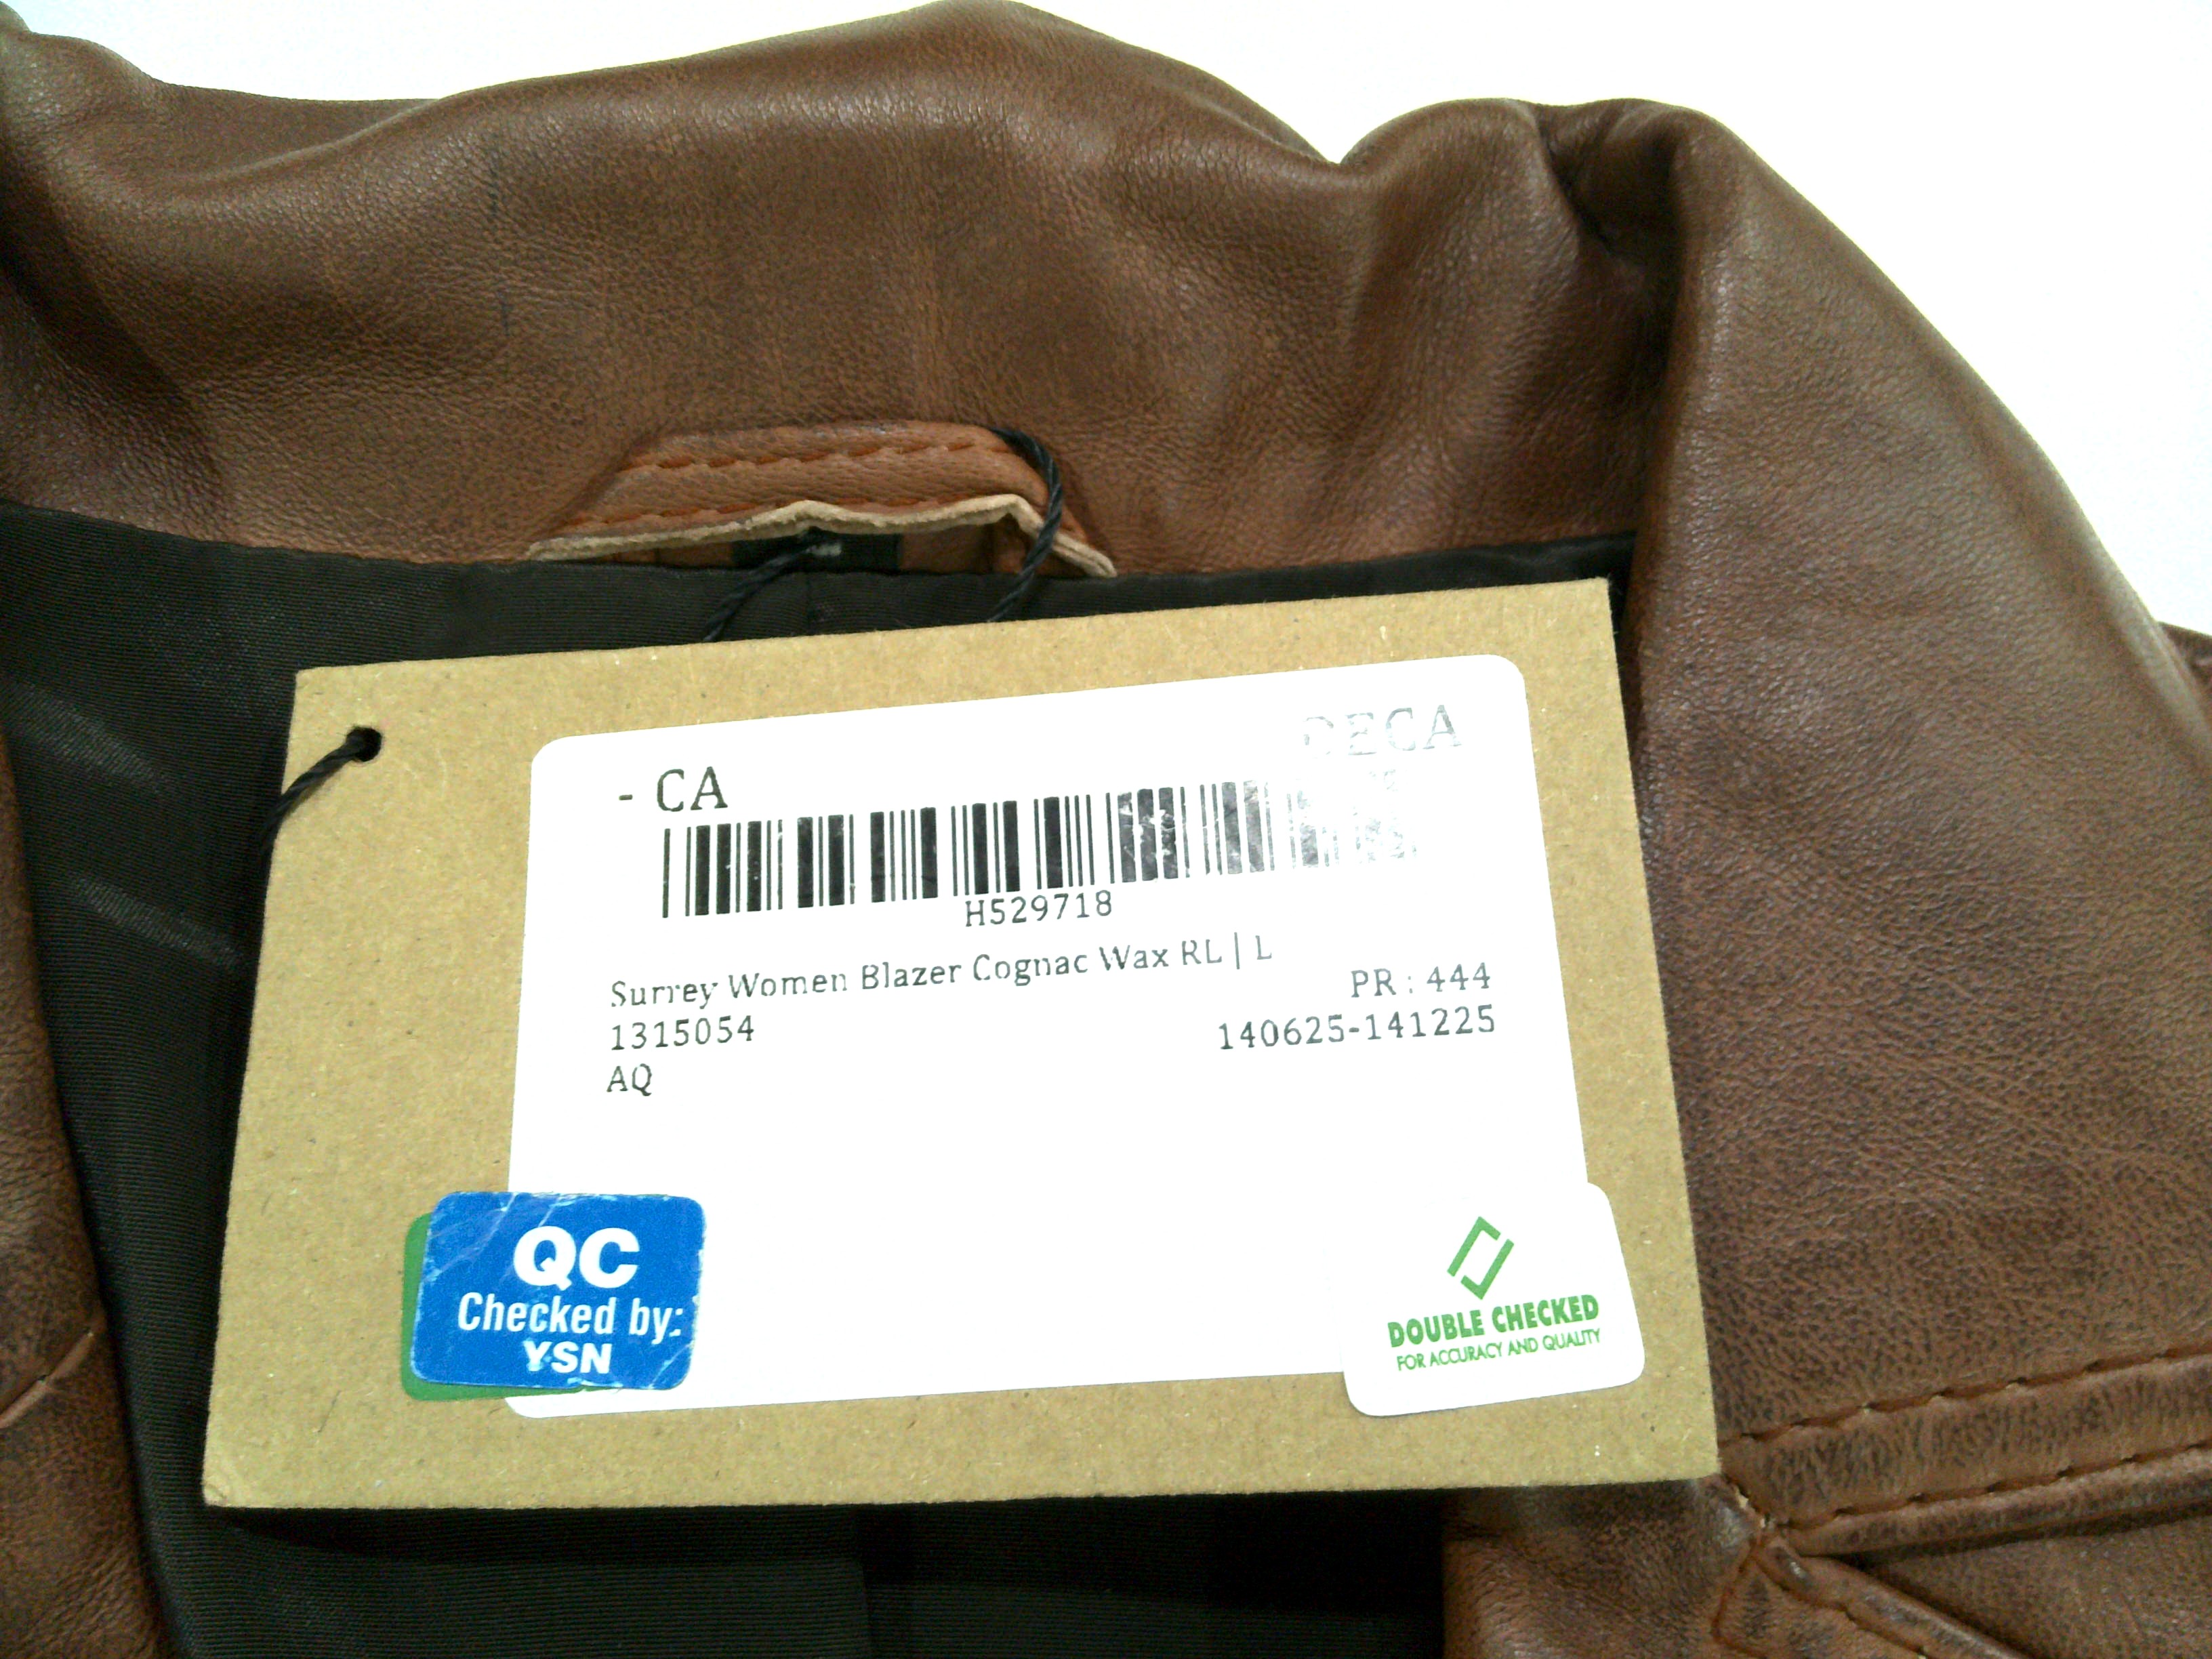 - CA
H529718
Surrey Women Blazer Cognac Wax RL | L
PR : 444
1315054
140625-141225
AQ
QC
Checked by:
YSN
DOUBLE CHECKED
FOR ACCURACY AND QUALITY